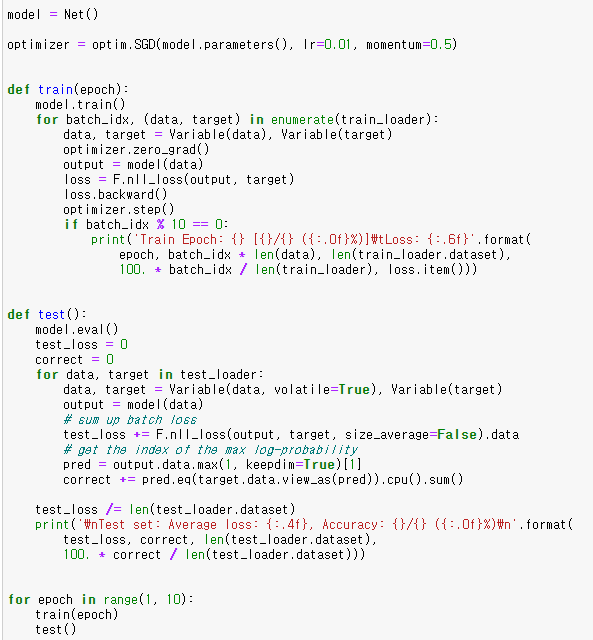 model = Net()
optimizer = optim.SGD(model.parameters(), lr=0.01, momentum=0.5)
def train(epoch):
    model.train()
    for batch_idx, (data, target) in enumerate(train_loader):
        data, target = Variable(data), Variable(target)
        optimizer.zero_grad()
        output = model(data)
        loss = F.nll_loss(output, target)
        loss.backward()
        optimizer.step()
        if batch_idx % 10 == 0:
            print('Train Epoch: {} [{}/{} ({:.0f}%)]₩tLoss: {:.6f}'.format(
                epoch, batch_idx * len(data), len(train_loader.dataset),
                100. * batch_idx / len(train_loader), loss.item()))
def test():
    model.eval()
    test_loss = 0
    correct = 0
    for data, target in test_loader:
        data, target = Variable(data, volatile=True), Variable(target)
        output = model(data)
        # sum up batch loss
        test_loss += F.nll_loss(output, target, size_average=False).data
        # get the index of the max log-probability
        pred = output.data.max(1, keepdim=True)[1]
        correct += pred.eq(target.data.view_as(pred)).cpu().sum()
    test_loss /= len(test_loader.dataset)
    print('₩nTest set: Average loss: {:.4f}, Accuracy: {}/{} ({:.0f}%)₩n'.format(
        test_loss, correct, len(test_loader.dataset),
        100. * correct / len(test_loader.dataset)))
for epoch in range(1, 10):
    train(epoch)
    test()